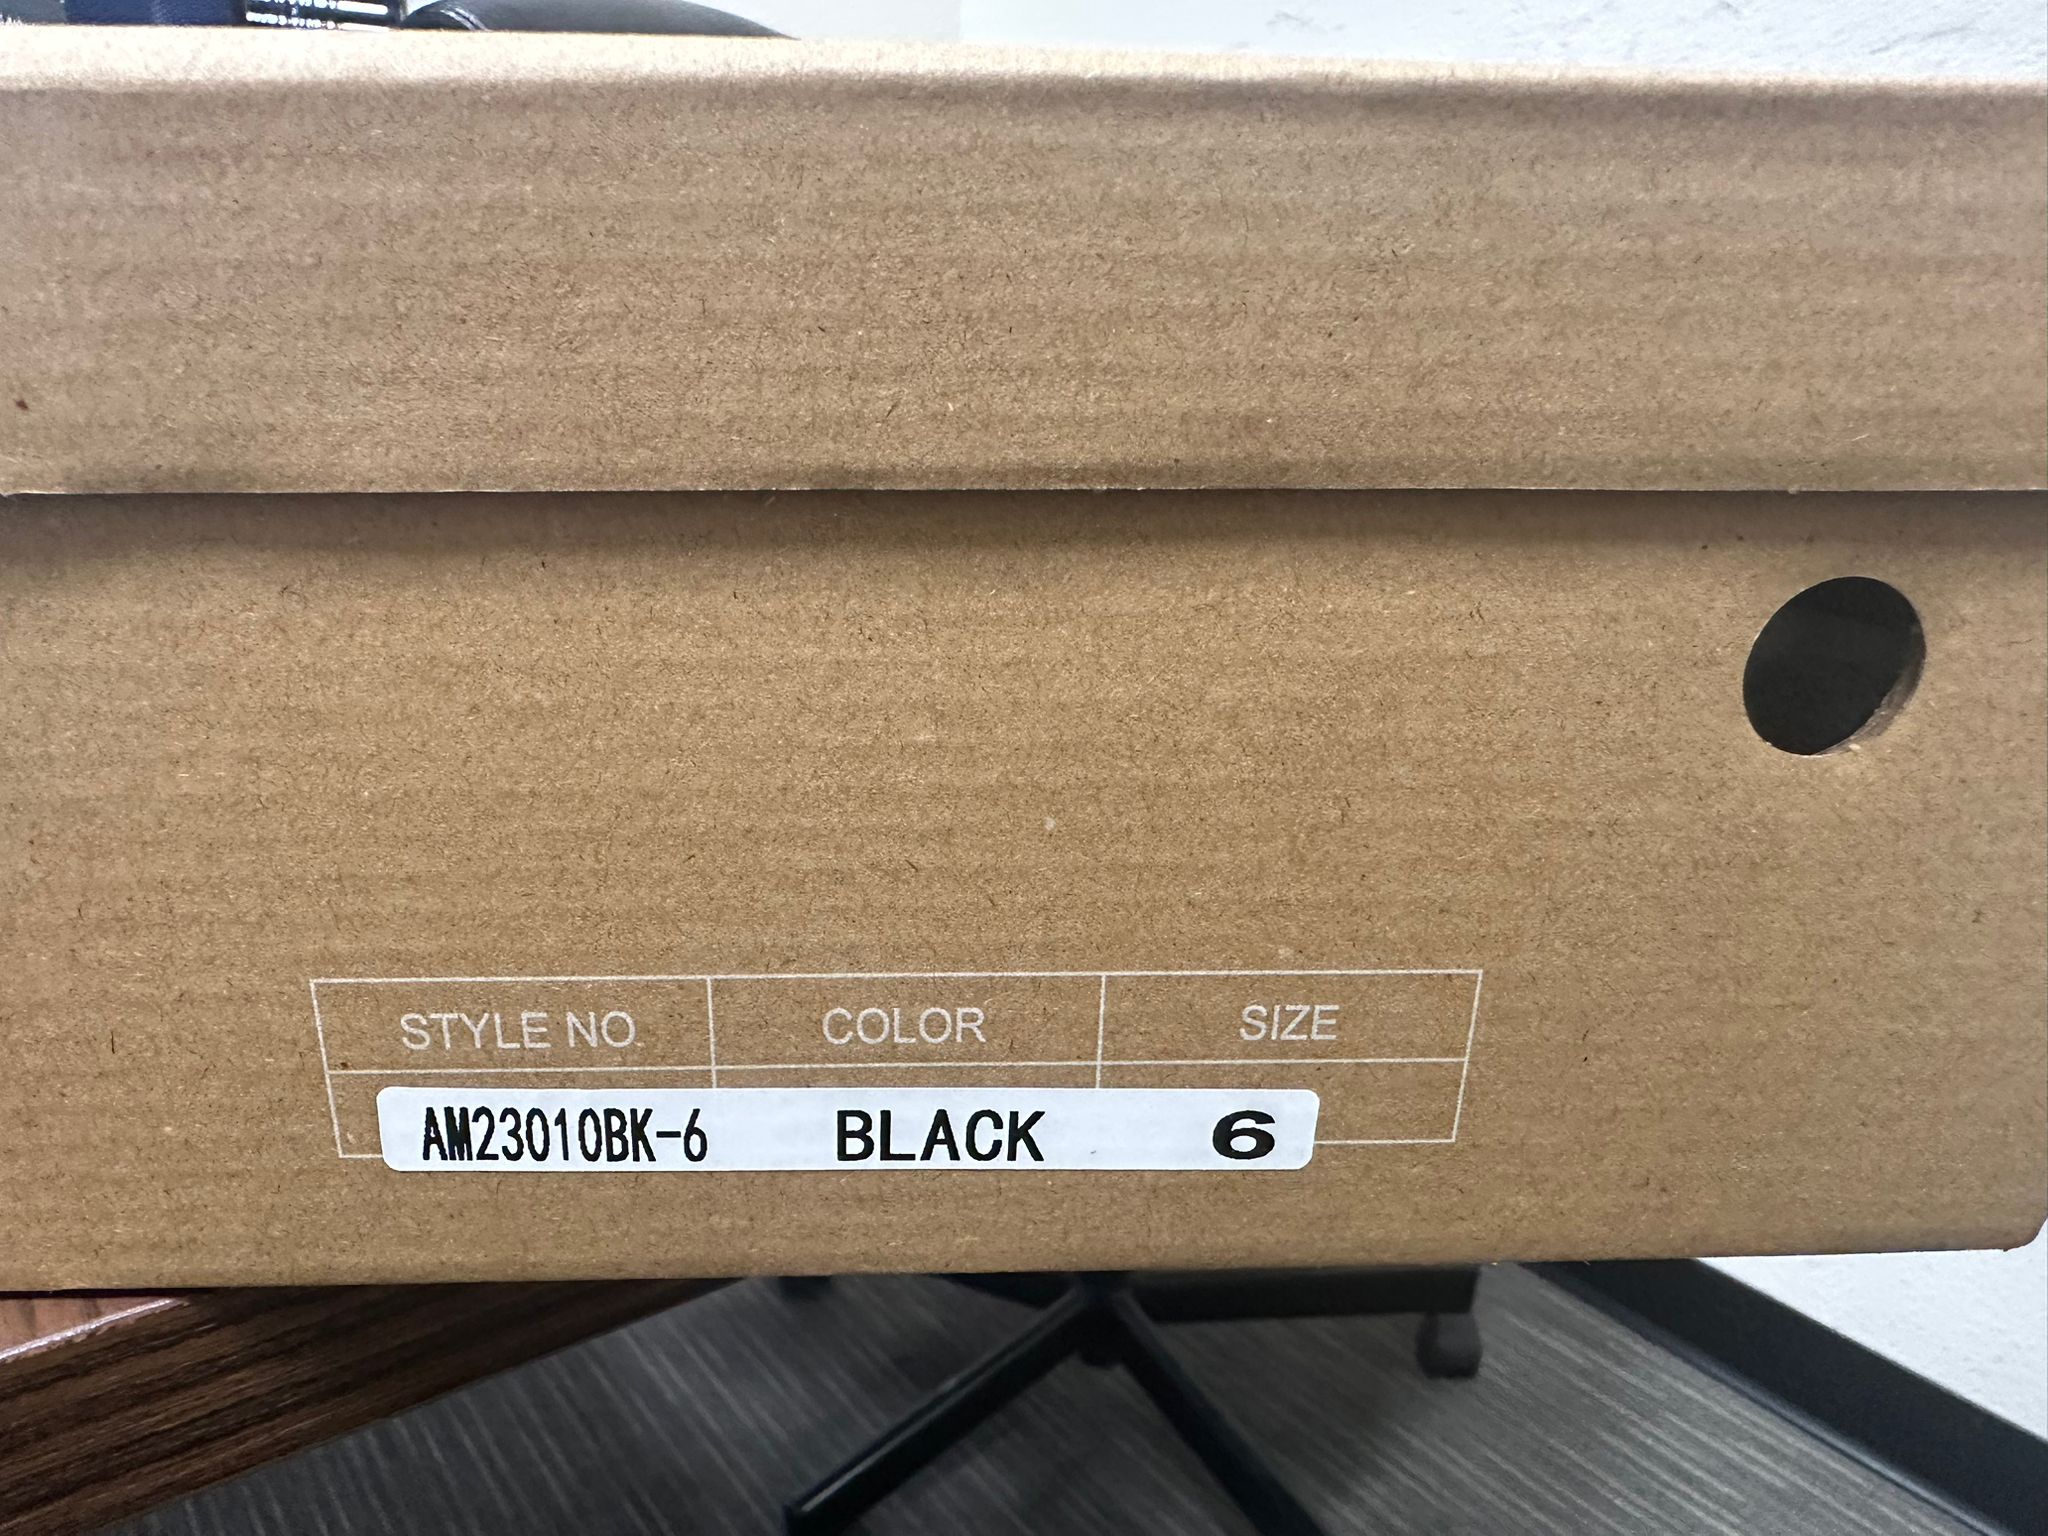 STYLE NO. COLOR SIZE
AM23010BK-6 BLACK 6